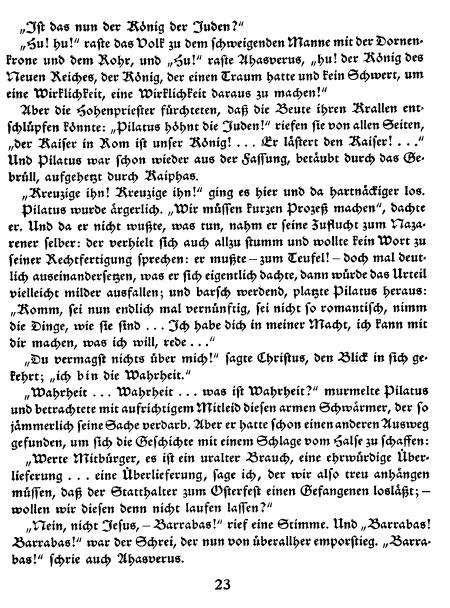 „Ist das nun der König der Juden?“
„Hu! hu!“ raste das Volk zu dem schweigenden Manne mit der Dornen-
krone und dem Rohr, und „Hu!“ raste Ahasverus, „hu! der König des
Neuen Reiches, der König, der einen Traum hatte und kein Schwert, um
eine Wirklichkeit, eine Wirklichkeit daraus zu machen!“
Aber die Hohenpriester fürchteten, daß die Beute ihren Krallen ent-
schlüpfen könnte: „Pilatus höhnt die Juden!“ riefen sie von allen Seiten,
„der Kaiser in Rom ist unser König! . . . Er lästert den Kaiser! . . .“
Und Pilatus war schon wieder aus der Fassung, betäubt durch das Ge-
brüll, aufgehetzt durch Kaiphas.
„Kreuzige ihn! Kreuzige ihn!“ ging es hier und da hartnäckiger los.
Pilatus wurde ärgerlich. „Wir müssen kurzen Prozeß machen“, dachte
er. Und da er nicht wußte, was tun, nahm er seine Zuflucht zum Naza-
rener selber: der verhielt sich auch allzu stumm und wollte kein Wort zu
seiner Rechtfertigung sprechen: er mußte – zum Teufel! – doch mal deut-
lich auseinandersetzen, was er sich eigentlich dachte, dann würde das Urteil
vielleicht milder ausfallen; und barsch werdend, platzte Pilatus heraus:
„Komm, sei nun endlich mal vernünftig, sei nicht so romantisch, nimm
die Dinge, wie sie sind . . . Ich habe dich in meiner Macht, ich kann mit
dir machen, was ich will, rede . . .“
„Du vermagst nichts über mich!“ sagte Christus, den Blick in sich ge-
kehrt; „ich bin die Wahrheit.“
„Wahrheit . . . Wahrheit . . . was ist Wahrheit?“ murmelte Pilatus
und betrachtete mit aufrichtigem Mitleid diesen armen Schwärmer, der so
jämmerlich seine Sache verdarb. Aber er hatte schon einen anderen Ausweg
gefunden, um sich die Geschichte mit einem Schlage vom Halse zu schaffen:
„Werte Mitbürger, es ist ein uralter Brauch, eine ehrwürdige Über-
lieferung . . . eine Überlieferung, sage ich, der wir also treu anhängen
müssen, daß der Statthalter zum Osterfest einen Gefangenen losläßt; –
wollen wir diesen denn nicht laufen lassen?“
„Nein, nicht Jesus, – Barrabas!“ rief eine Stimme. Und „Barrabas!
Barrabas!“ war der Schrei, der nun von überallher emporstieg. „Barra-
bas!“ schrie auch Ahasverus.
23